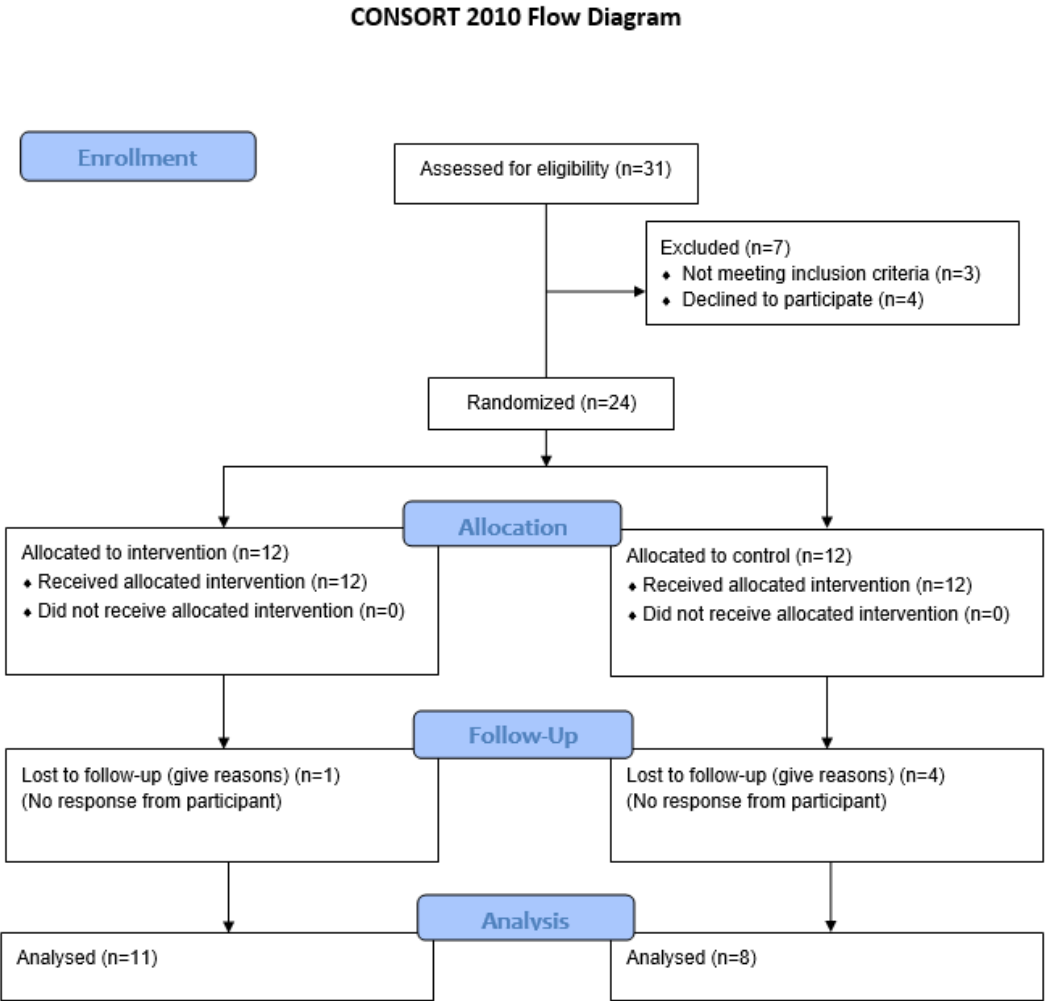 CONSORT 2010 Flow Diagram
Enrollment
Assessed for eligibility (n=31)
Excluded (n=7)
♦ Not meeting inclusion criteria (n=3)
♦ Declined to participate (n=4)
Randomized (n=24)
Allocation
Allocated to intervention (n=12)
♦ Received allocated intervention (n=12)
♦ Did not receive allocated intervention (n=0)
Allocated to control (n=12)
♦ Received allocated intervention (n=12)
♦ Did not receive allocated intervention (n=0)
Follow-Up
Lost to follow-up (give reasons) (n=1)
(No response from participant)
Lost to follow-up (give reasons) (n=4)
(No response from participant)
Analysis
Analysed (n=11)
Analysed (n=8)